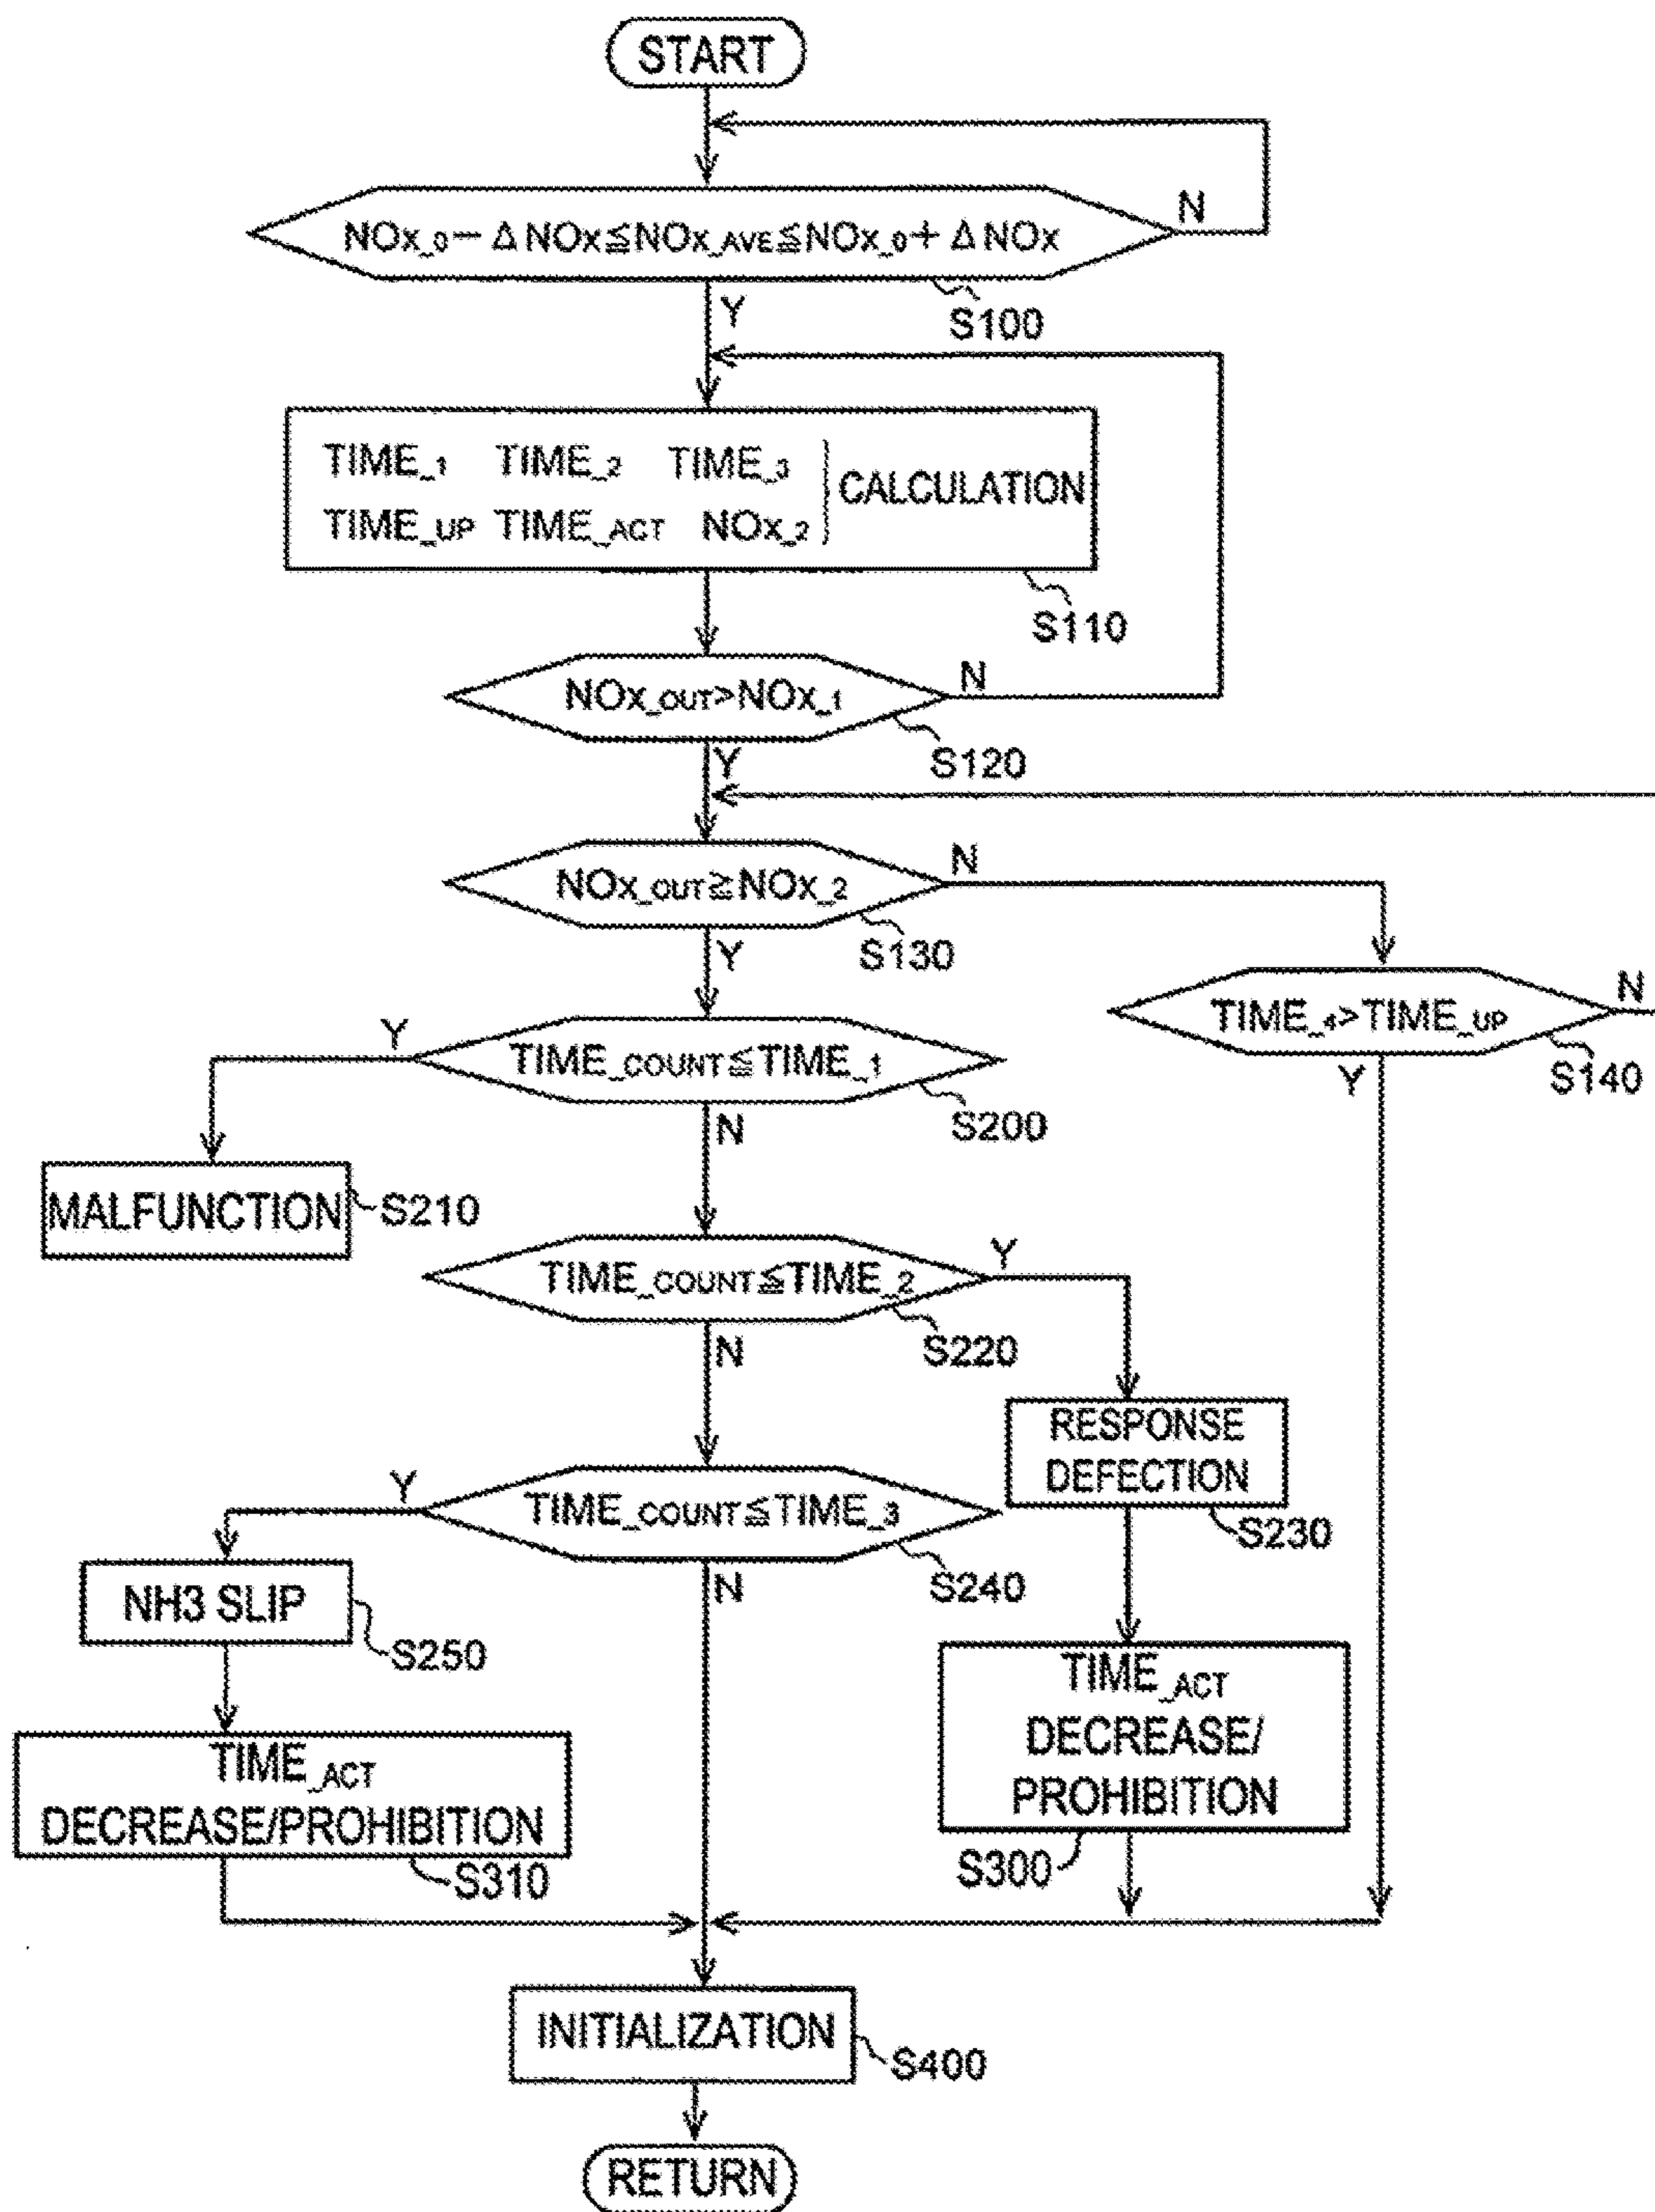 START
NOx_0－ΔNOx≦NOx_AVE≦NOx_0＋ΔNOx
N
S100
Y
TIME_1 TIME_2 TIME_3
TIME_UP TIME_ACT NOx_2
CALCULATION
S110
NOx_OUT>NOx_1
N
S120
Y
NOx_OUT≧NOx_2
N
S130
Y
TIME_4>TIME_UP
N
S140
Y
TIME_COUNT≦TIME_1
Y
S200
N
MALFUNCTION
S210
TIME_COUNT≦TIME_2
Y
S220
N
RESPONSE
DEFECTION
S230
TIME_COUNT≦TIME_3
Y
S240
N
NH3 SLIP
S250
TIME_ACT
DECREASE/
PROHIBITION
S300
TIME_ACT
DECREASE/PROHIBITION
S310
INITIALIZATION
S400
RETURN